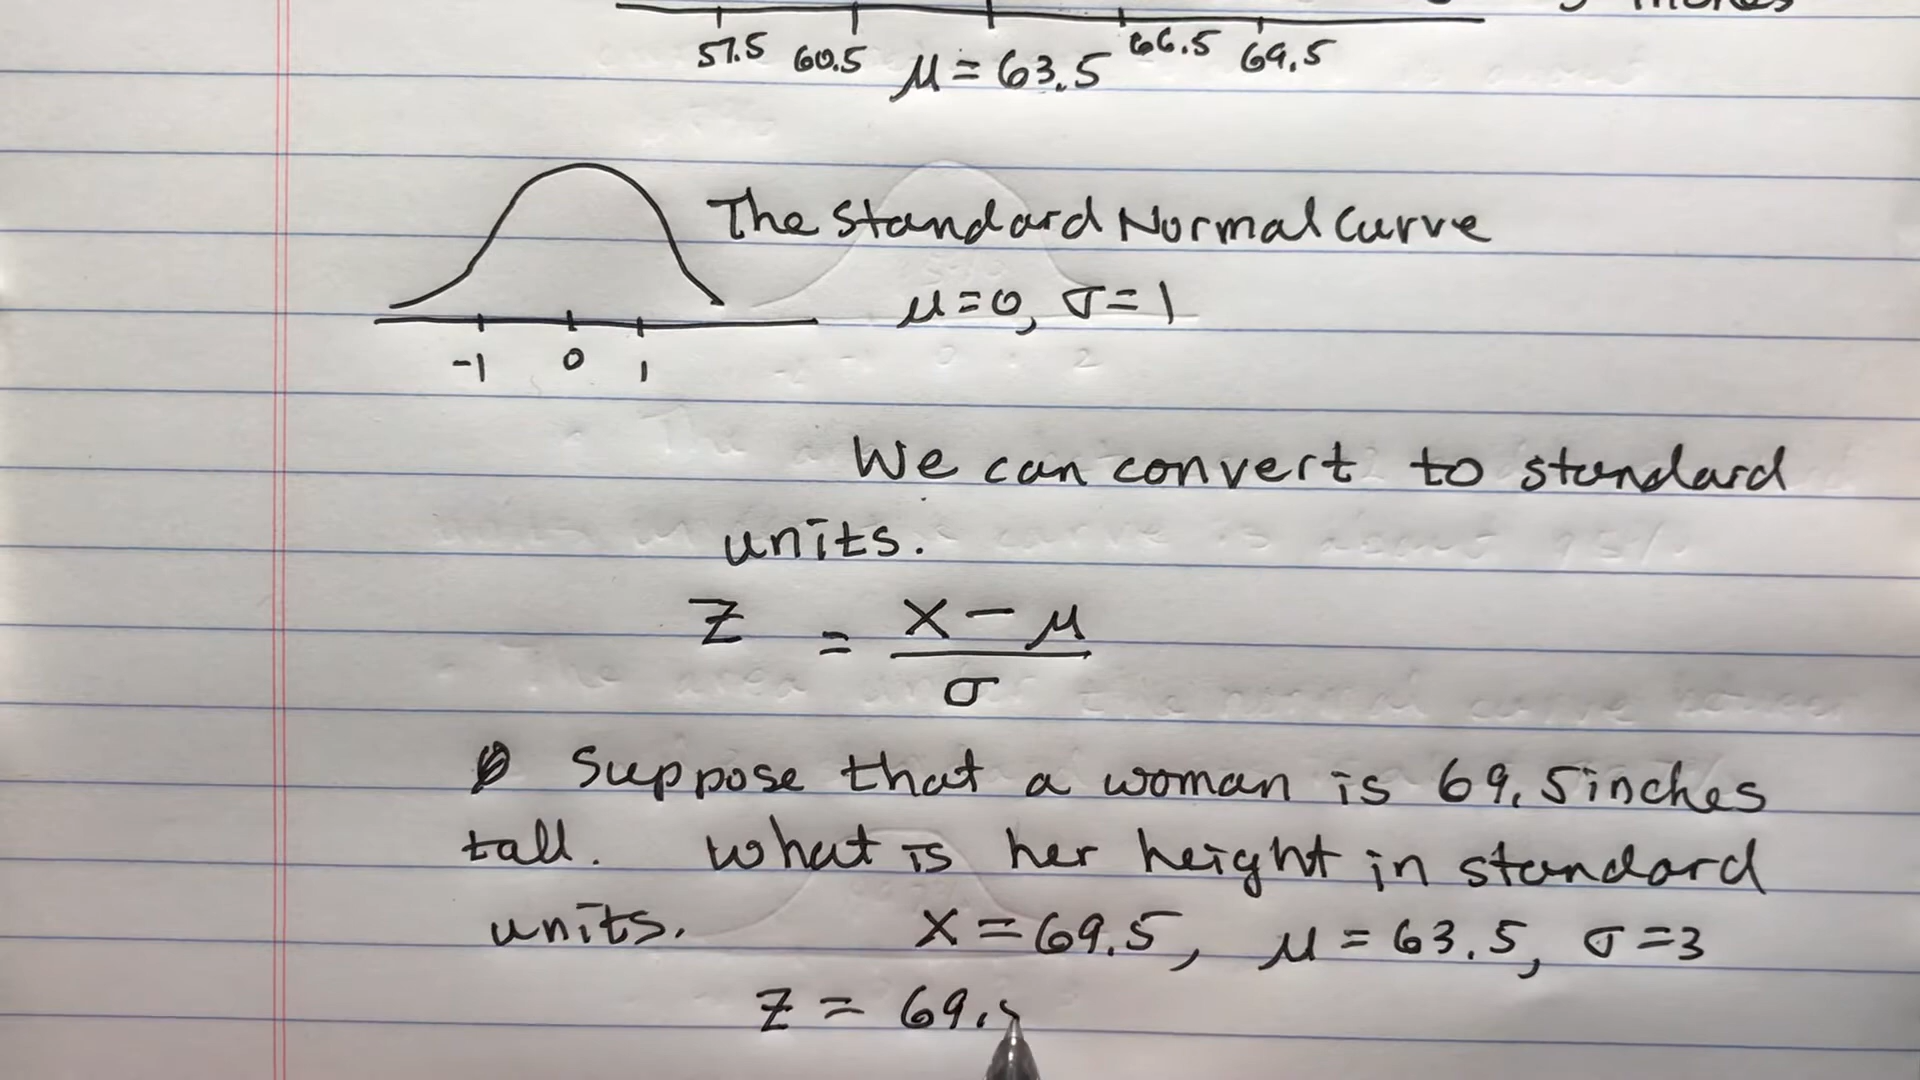 57.5 60.5 μ = 63.5 66.5 69.5
The Standard Normal Curve
μ=0, σ=1
-1 0 1
We can convert to standard
units.
Z = x - μ
σ
Suppose that a woman is 69.5 inches
tall. What is her height in standard
units. x = 69.5, μ = 63.5, σ = 3
Z = 69.